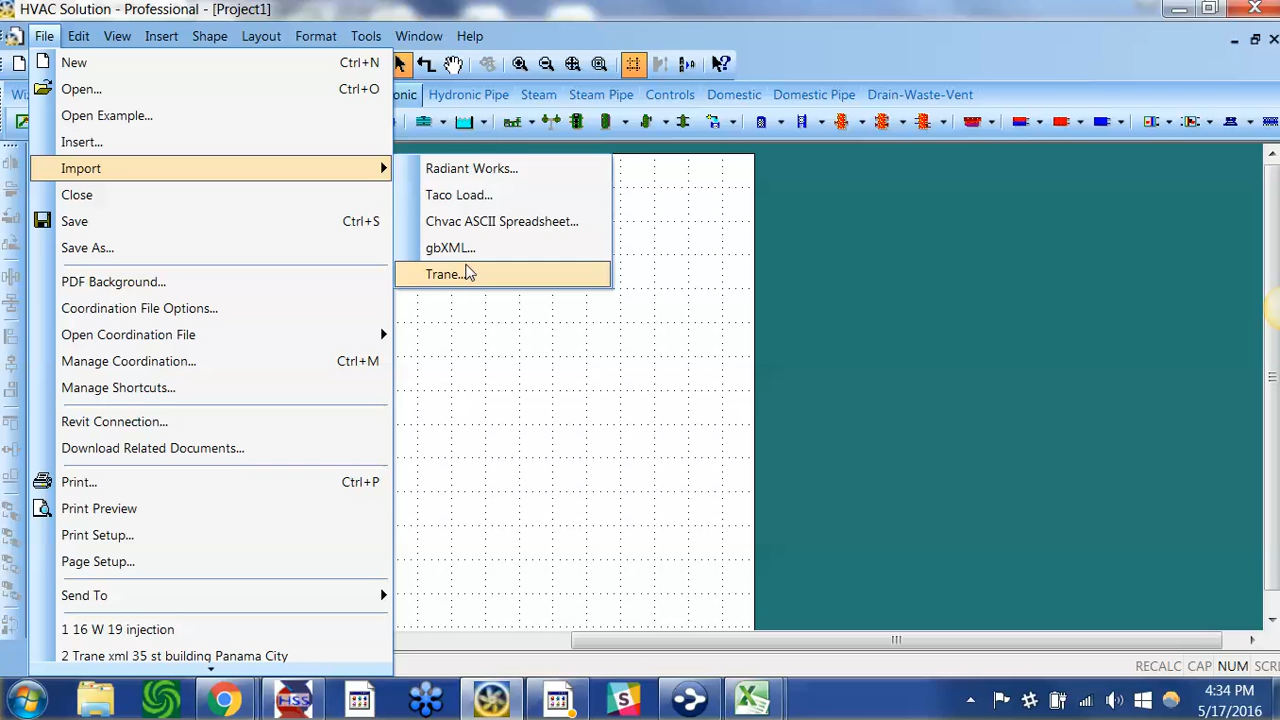 HVAC Solution - Professional - [Project1]
File Edit View Insert Shape Layout Format Tools Window Help
onic Hydronic Pipe Steam Steam Pipe Controls Domestic Domestic Pipe Drain-Waste-Vent
New Ctrl+N
Open... Ctrl+O
Open Example...
Insert...
Import
Close
Save Ctrl+S
Save As...
PDF Background...
Coordination File Options...
Open Coordination File
Manage Coordination... Ctrl+M
Manage Shortcuts...
Revit Connection...
Download Related Documents...
Print... Ctrl+P
Print Preview
Print Setup...
Page Setup...
Send To
1 16 W 19 injection
2 Trane xml 35 st building Panama City
Radiant Works...
Taco Load...
Chvac ASCII Spreadsheet...
gbXML...
Trane...
RECALC CAP NUM SCRI
HSS
4:34 PM
5/17/2016